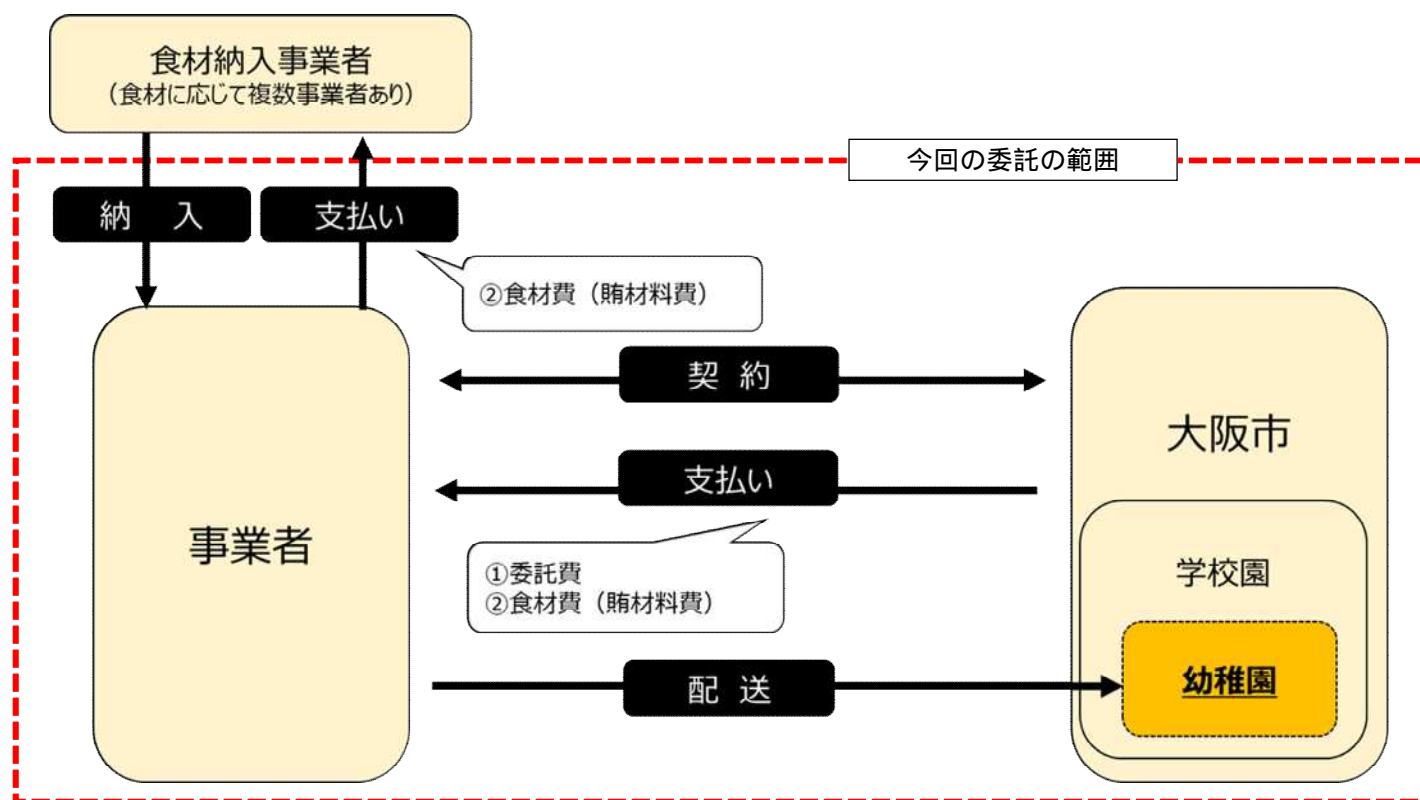 食材納入事業者
(食材に応じて複数事業者あり)
今回の委託の範囲
納 入
支払い
②食材費（賄材料費）
契 約
大阪市
支払い
事業者
①委託費
②食材費（賄材料費）
学校園
幼稚園
配 送